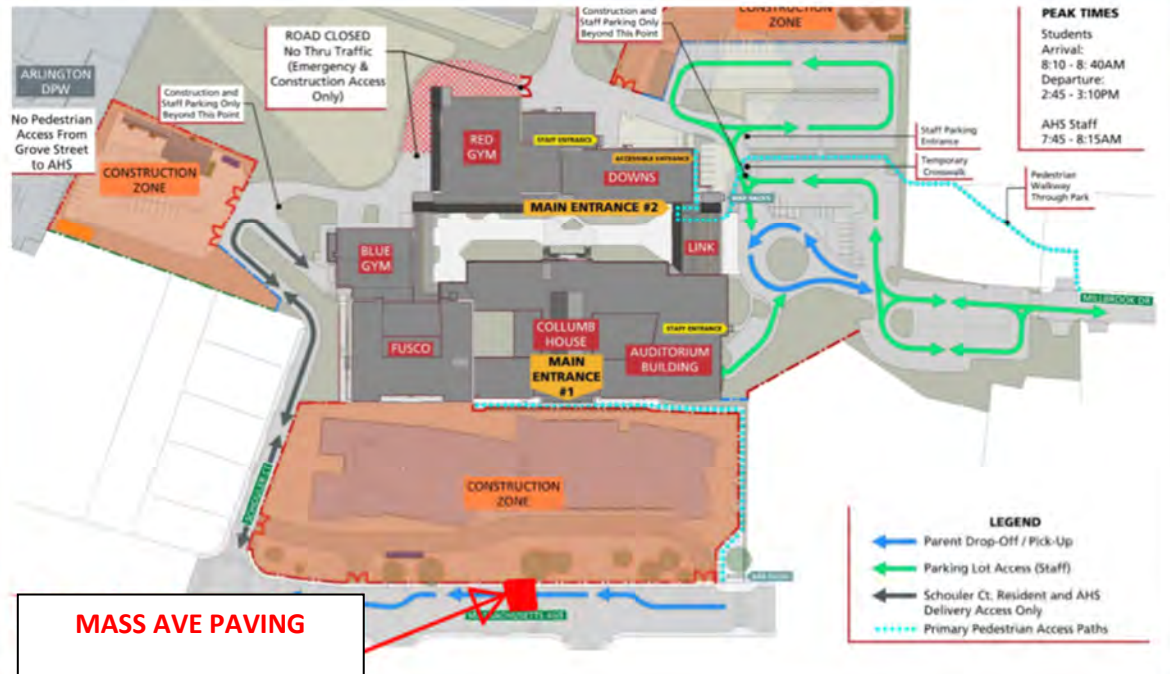 Construction and
Staff Parking Only
Beyond This Point
CONSTRUCTION
ZONE
PEAK TIMES
Students
Arrival:
8:10 - 8: 40AM
Departure:
2:45 - 3:10PM
AHS Staff
7:45 - 8:15AM
ROAD CLOSED
No Thru Traffic
(Emergency &
Construction Access
Only)
ARLINGTON
DPW
No Pedestrian
Access From
Grove Street
to AHS
Construction and
Staff Parking Only
Beyond This Point
CONSTRUCTION
ZONE
RED
GYM
STAFF ENTRANCE
ACCESSIBLE ENTRANCE
DOWNS
Staff Parking
Entrance
Temporary
Crosswalk
Pedestrian
Walkway
Through Park
MAIN ENTRANCE #2
BLUE
GYM
LINK
MILLBROOK DR
FUSCO
COLLUMB
HOUSE
STAFF ENTRANCE
AUDITORIUM
BUILDING
MAIN
ENTRANCE
#1
CONSTRUCTION
ZONE
SCHOULER CT
LEGEND
Parent Drop-Off / Pick-Up
Parking Lot Access (Staff)
Schouler Ct. Resident and AHS
Delivery Access Only
Primary Pedestrian Access Paths
MASS AVE PAVING